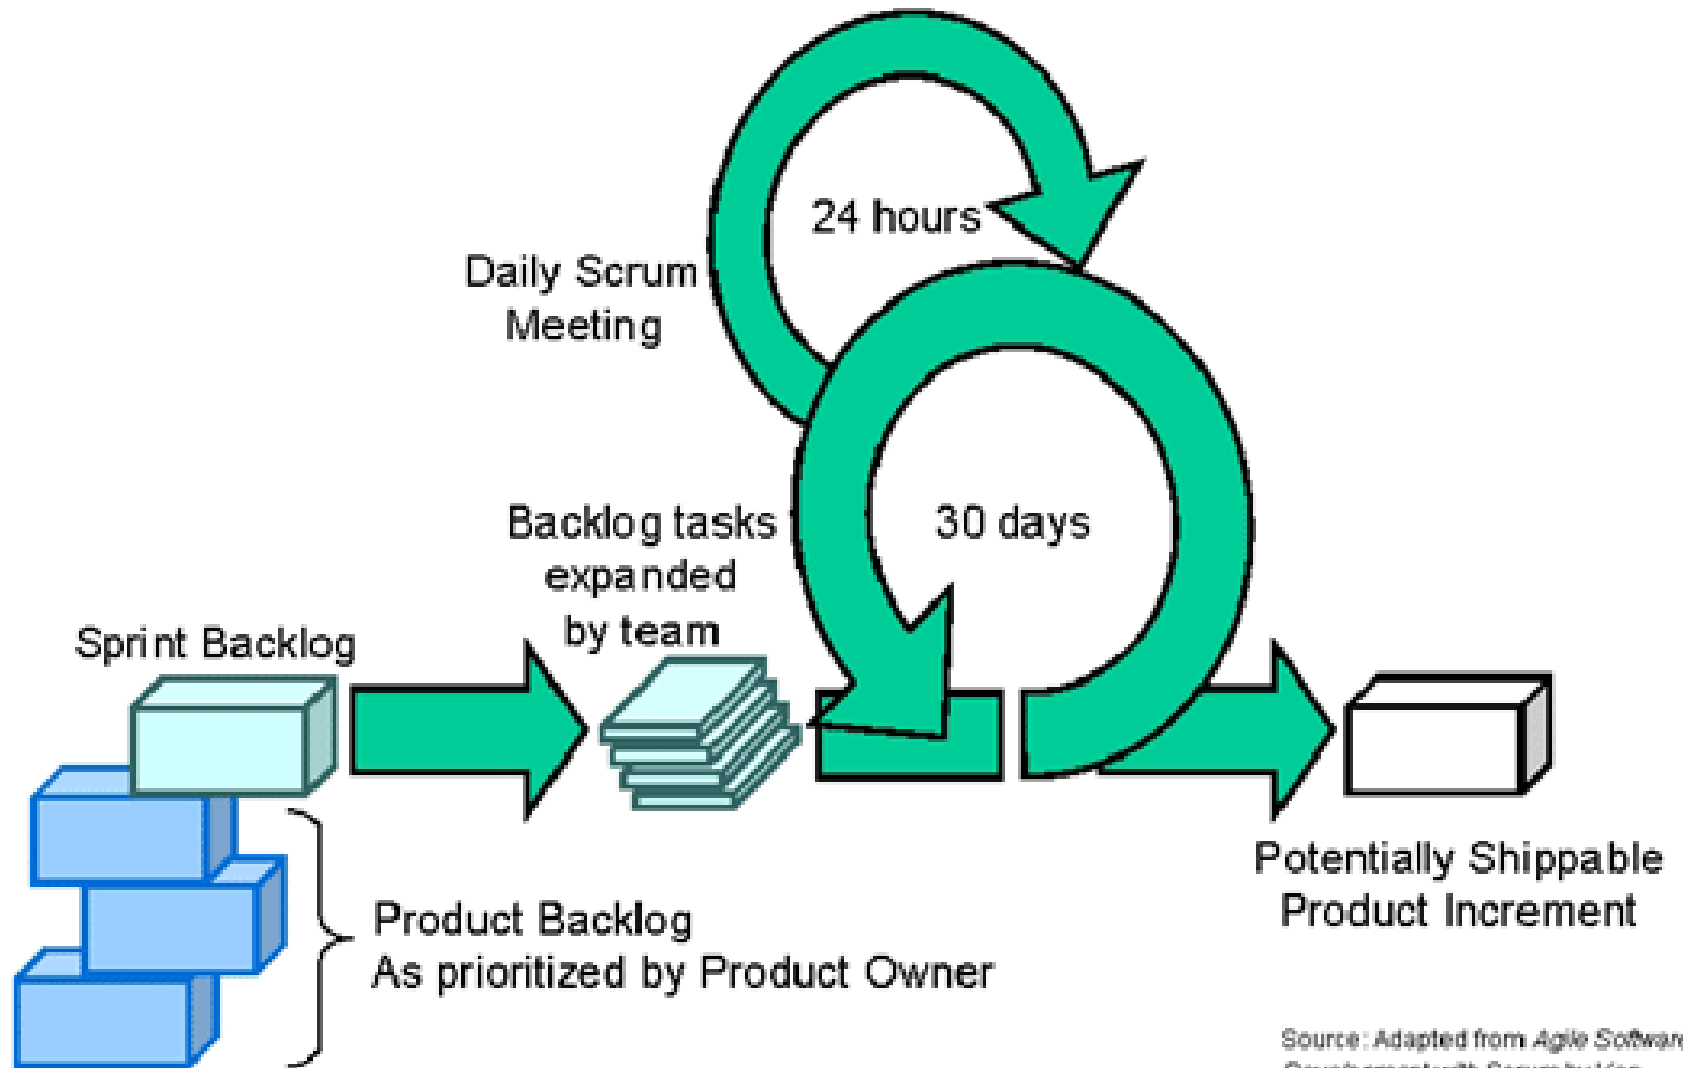 24 hours
Daily Scrum
Meeting
Backlog tasks
expanded
by team
30 days
Sprint Backlog
Potentially Shippable
Product Increment
Product Backlog
As prioritized by Product Owner
Source: Adapted from Agile Software